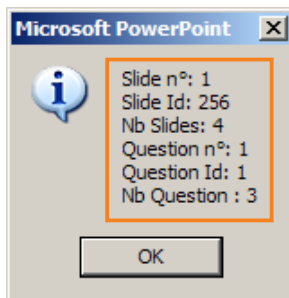 Microsoft PowerPoint
Slide n°: 1
Slide Id: 256
Nb Slides: 4
Question n°: 1
Question Id: 1
Nb Question : 3
OK